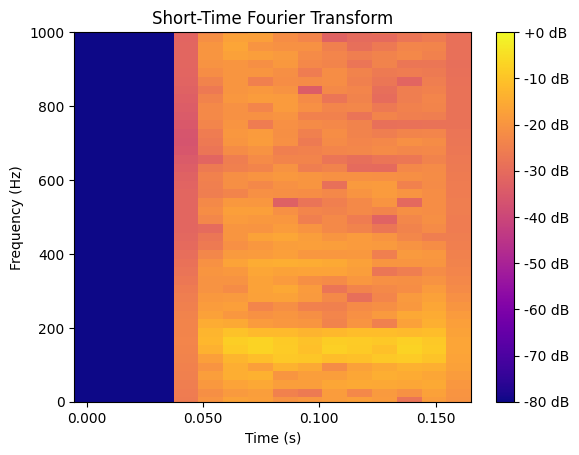 Short-Time Fourier Transform
Frequency (Hz)
1000
800
600
400
200
0
0.000
0.050
0.100
0.150
Time (s)
+0 dB
-10 dB
-20 dB
-30 dB
-40 dB
-50 dB
-60 dB
-70 dB
-80 dB